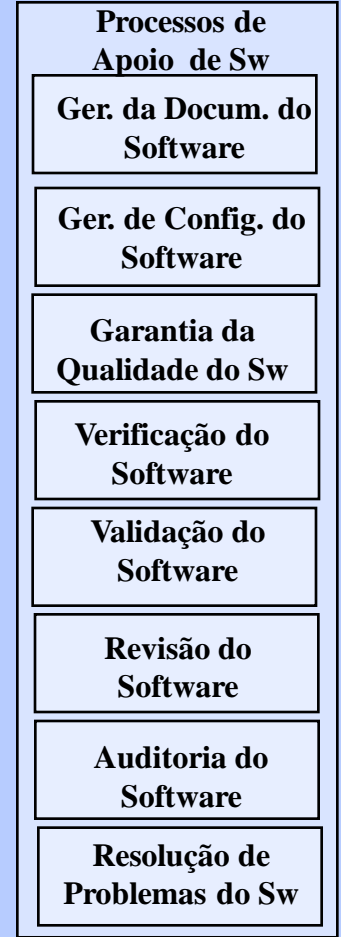 Processos de
Apoio de Sw
Ger. da Docum. do
Software
Ger. de Config. do
Software
Garantia da
Qualidade do Sw
Verificação do
Software
Validação do
Software
Revisão do
Software
Auditoria do
Software
Resolução de
Problemas do Sw